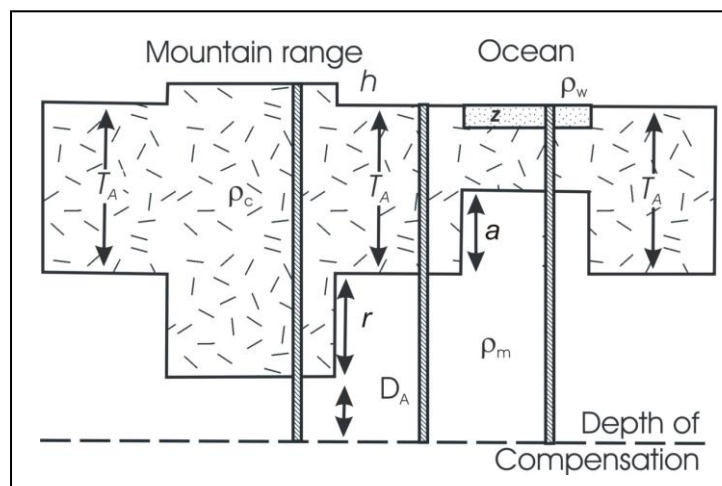 Mountain range
Ocean
h
ρw
z
TA
ρc
TA
TA
a
r
DA
ρm
Depth of
Compensation